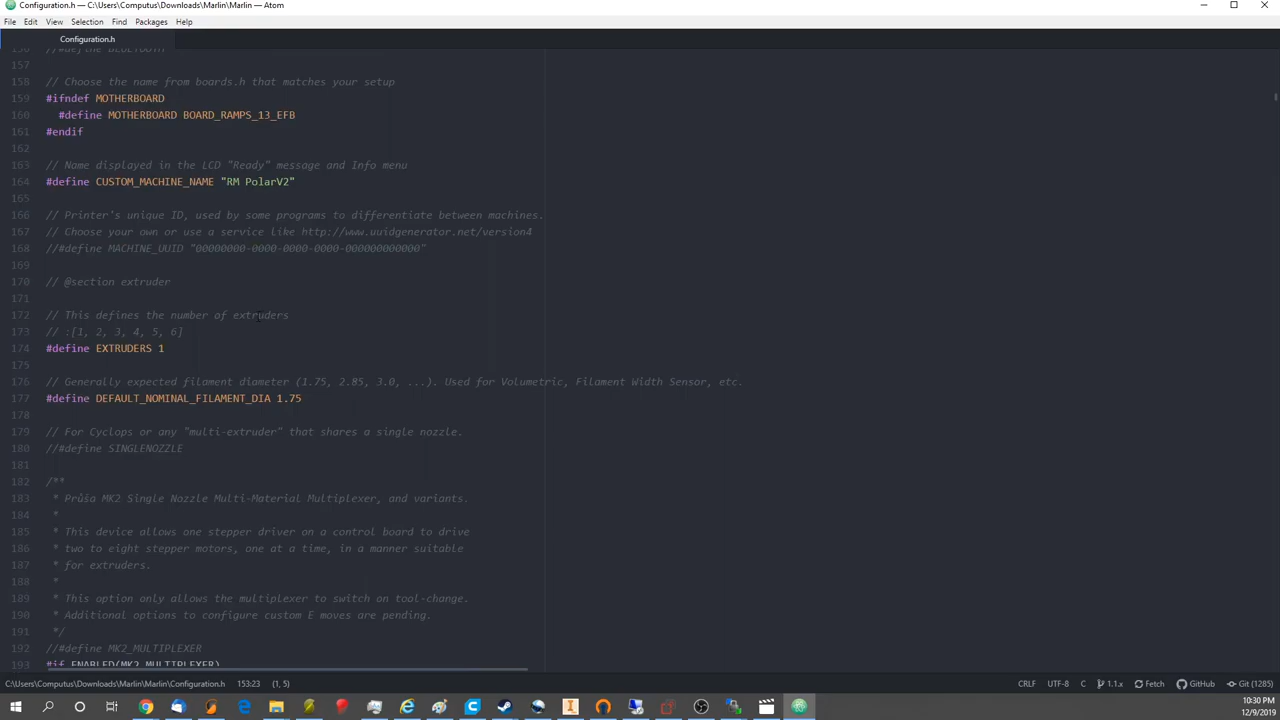 Configuration.h — C:\Users\Computus\Downloads\Marlin\Marlin — Atom
File Edit View Selection Find Packages Help
Configuration.h
156 //#define BLUETOOTH
157
158 // Choose the name from boards.h that matches your setup
159 #ifndef MOTHERBOARD
160 #define MOTHERBOARD BOARD_RAMPS_13_EFB
161 #endif
162
163 // Name displayed in the LCD "Ready" message and Info menu
164 #define CUSTOM_MACHINE_NAME "RM PolarV2"
165
166 // Printer's unique ID, used by some programs to differentiate between machines.
167 // Choose your own or use a service like http://www.uuidgenerator.net/version4
168 //#define MACHINE_UUID "00000000-0000-0000-0000-000000000000"
169
170 // @section extruder
171
172 // This defines the number of extruders
173 // :[1, 2, 3, 4, 5, 6]
174 #define EXTRUDERS 1
175
176 // Generally expected filament diameter (1.75, 2.85, 3.0, ...). Used for Volumetric, Filament Width Sensor, etc.
177 #define DEFAULT_NOMINAL_FILAMENT_DIA 1.75
178
179 // For Cyclops or any "multi-extruder" that shares a single nozzle.
180 //#define SINGLENOZZLE
181
182 /**
183 * Průša MK2 Single Nozzle Multi-Material Multiplexer, and variants.
184 *
185 * This device allows one stepper driver on a control board to drive
186 * two to eight stepper motors, one at a time, in a manner suitable
187 * for extruders.
188 *
189 * This option only allows the multiplexer to switch on tool-change.
190 * Additional options to configure custom E moves are pending.
191 */
192 //#define MK2_MULTIPLEXER
193 #if ENABLED(MK2_MULTIPLEXER)
C:\Users\Computus\Downloads\Marlin\Marlin\Configuration.h 153:23 (1, 5) CRLF UTF-8 C 1.1.x Fetch GitHub Git (1285)
10:30 PM
12/9/2019